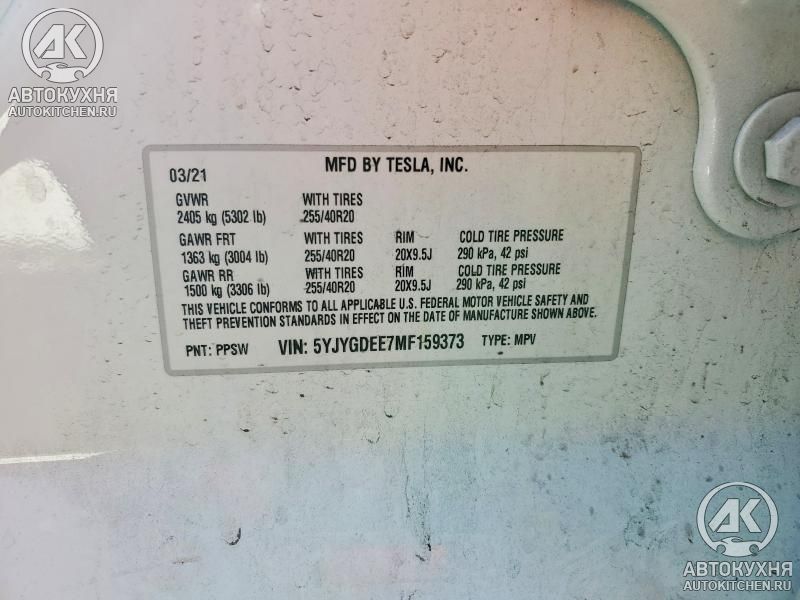 AK
АВТОКУХНЯ
AUTOKITCHEN.RU
03/21 MFD BY TESLA, INC.
GVWR WITH TIRES
2405 kg (5302 lb) 255/40R20
GAWR FRT WITH TIRES RIM COLD TIRE PRESSURE
1363 kg (3004 lb) 255/40R20 20X9.5J 290 kPa, 42 psi
GAWR RR WITH TIRES RIM COLD TIRE PRESSURE
1500 kg (3306 lb) 255/40R20 20X9.5J 290 kPa, 42 psi
THIS VEHICLE CONFORMS TO ALL APPLICABLE U.S. FEDERAL MOTOR VEHICLE SAFETY AND
THEFT PREVENTION STANDARDS IN EFFECT ON THE DATE OF MANUFACTURE SHOWN ABOVE.
PNT: PPSW VIN: 5YJYGDEE7MF159373 TYPE: MPV
AK
АВТОКУХНЯ
AUTOKITCHEN.RU